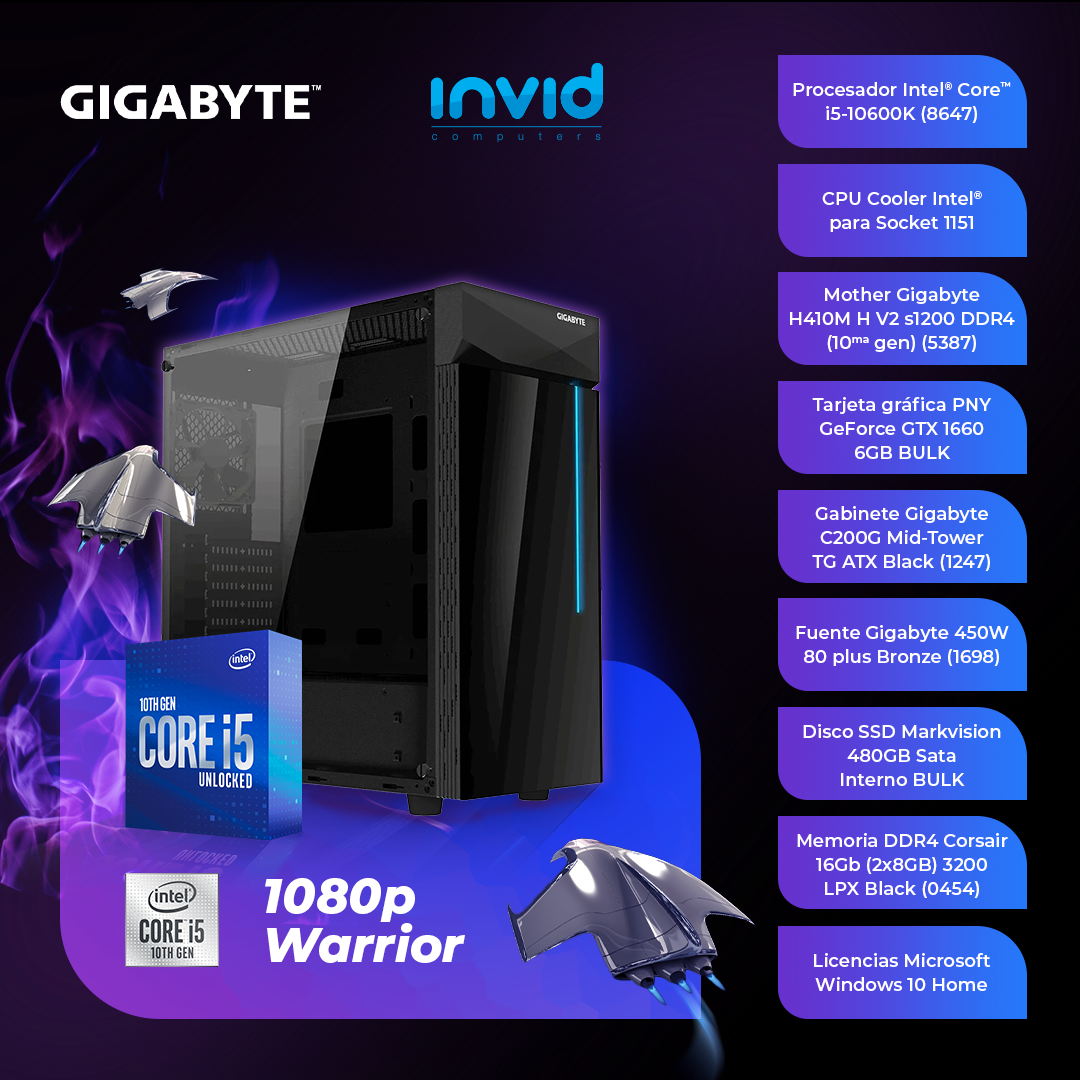 GIGABYTE™
invid
computers
Procesador Intel® Core™
i5-10600K (8647)
CPU Cooler Intel®
para Socket 1151
Mother Gigabyte
H410M H V2 s1200 DDR4
(10ᵐᵃ gen) (5387)
Tarjeta gráfica PNY
GeForce GTX 1660
6GB BULK
Gabinete Gigabyte
C200G Mid-Tower
TG ATX Black (1247)
Fuente Gigabyte 450W
80 plus Bronze (1698)
Disco SSD Markvision
480GB Sata
Interno BULK
Memoria DDR4 Corsair
16Gb (2x8GB) 3200
LPX Black (0454)
Licencias Microsoft
Windows 10 Home
GIGABYTE
intel
10TH GEN
CORE i5
UNLOCKED
intel
CORE i5
10TH GEN
1080p
Warrior